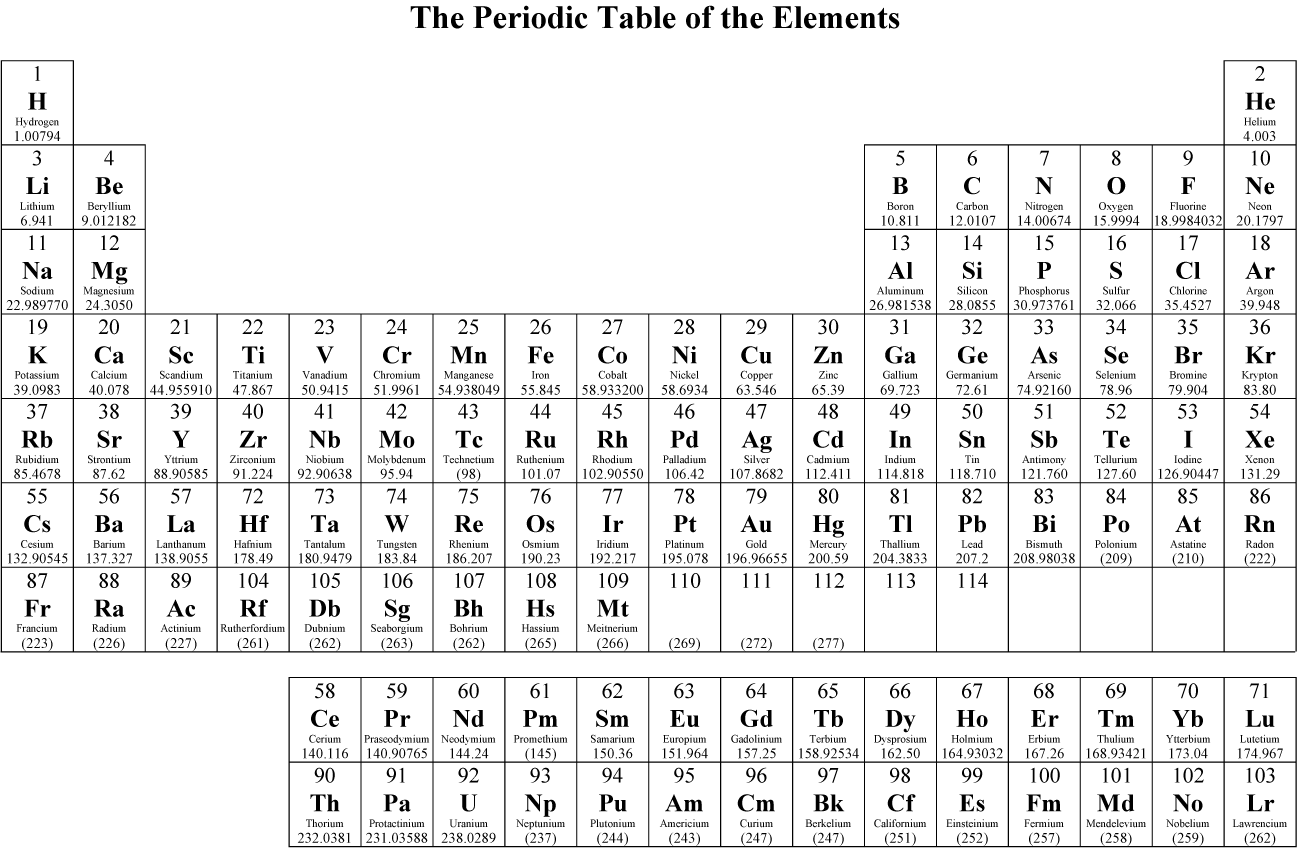 The Periodic Table of the Elements
1 2
H He
Hydrogen Helium
1.00794 4.003
3 4 5 6 7 8 9 10
Li Be B C N O F Ne
Lithium Beryllium Boron Carbon Nitrogen Oxygen Fluorine Neon
6.941 9.012182 10.811 12.0107 14.00674 15.9994 18.9984032 20.1797
11 12 13 14 15 16 17 18
Na Mg Al Si P S Cl Ar
Sodium Magnesium Aluminum Silicon Phosphorus Sulfur Chlorine Argon
22.989770 24.3050 26.981538 28.0855 30.973761 32.066 35.4527 39.948
19 20 21 22 23 24 25 26 27 28 29 30 31 32 33 34 35 36
K Ca Sc Ti V Cr Mn Fe Co Ni Cu Zn Ga Ge As Se Br Kr
Potassium Calcium Scandium Titanium Vanadium Chromium Manganese Iron Cobalt Nickel Copper Zinc Gallium Germanium Arsenic Selenium Bromine Krypton
39.0983 40.078 44.955910 47.867 50.9415 51.9961 54.938049 55.845 58.933200 58.6934 63.546 65.39 69.723 72.61 74.92160 78.96 79.904 83.80
37 38 39 40 41 42 43 44 45 46 47 48 49 50 51 52 53 54
Rb Sr Y Zr Nb Mo Tc Ru Rh Pd Ag Cd In Sn Sb Te I Xe
Rubidium Strontium Yttrium Zirconium Niobium Molybdenum Technetium Ruthenium Rhodium Palladium Silver Cadmium Indium Tin Antimony Tellurium Iodine Xenon
85.4678 87.62 88.90585 91.224 92.90638 95.94 (98) 101.07 102.90550 106.42 107.8682 112.411 114.818 118.710 121.760 127.60 126.90447 131.29
55 56 57 72 73 74 75 76 77 78 79 80 81 82 83 84 85 86
Cs Ba La Hf Ta W Re Os Ir Pt Au Hg Tl Pb Bi Po At Rn
Cesium Barium Lanthanum Hafnium Tantalum Tungsten Rhenium Osmium Iridium Platinum Gold Mercury Thallium Lead Bismuth Polonium Astatine Radon
132.90545 137.327 138.9055 178.49 180.9479 183.84 186.207 190.23 192.217 195.078 196.96655 200.59 204.3833 207.2 208.98038 (209) (210) (222)
87 88 89 104 105 106 107 108 109 110 111 112 113 114
Fr Ra Ac Rf Db Sg Bh Hs Mt
Francium Radium Actinium Rutherfordium Dubnium Seaborgium Bohrium Hassium Meitnerium
(223) (226) (227) (261) (262) (263) (262) (265) (266) (269) (272) (277)
58 59 60 61 62 63 64 65 66 67 68 69 70 71
Ce Pr Nd Pm Sm Eu Gd Tb Dy Ho Er Tm Yb Lu
Cerium Praseodymium Neodymium Promethium Samarium Europium Gadolinium Terbium Dysprosium Holmium Erbium Thulium Ytterbium Lutetium
140.116 140.90765 144.24 (145) 150.36 151.964 157.25 158.92534 162.50 164.93032 167.26 168.93421 173.04 174.967
90 91 92 93 94 95 96 97 98 99 100 101 102 103
Th Pa U Np Pu Am Cm Bk Cf Es Fm Md No Lr
Thorium Protactinium Uranium Neptunium Plutonium Americium Curium Berkelium Californium Einsteinium Fermium Mendelevium Nobelium Lawrencium
232.0381 231.03588 238.0289 (237) (244) (243) (247) (247) (251) (252) (257) (258) (259) (262)